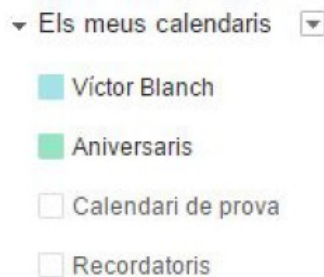 Els meus calendaris
Víctor Blanch
Aniversaris
Calendari de prova
Recordatoris